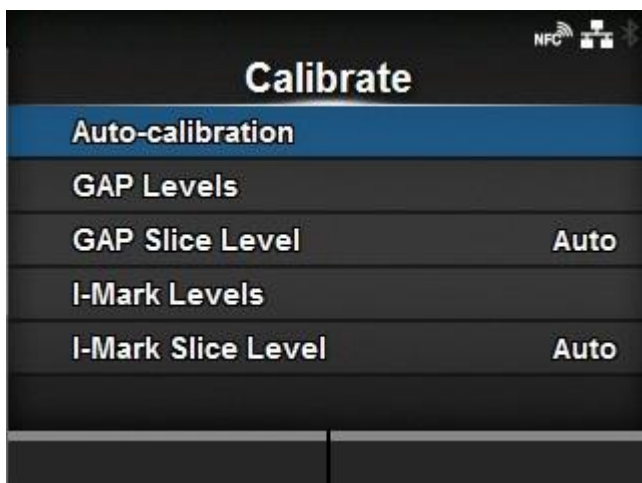 NFC
Calibrate
Auto-calibration
GAP Levels
GAP Slice Level Auto
I-Mark Levels
I-Mark Slice Level Auto